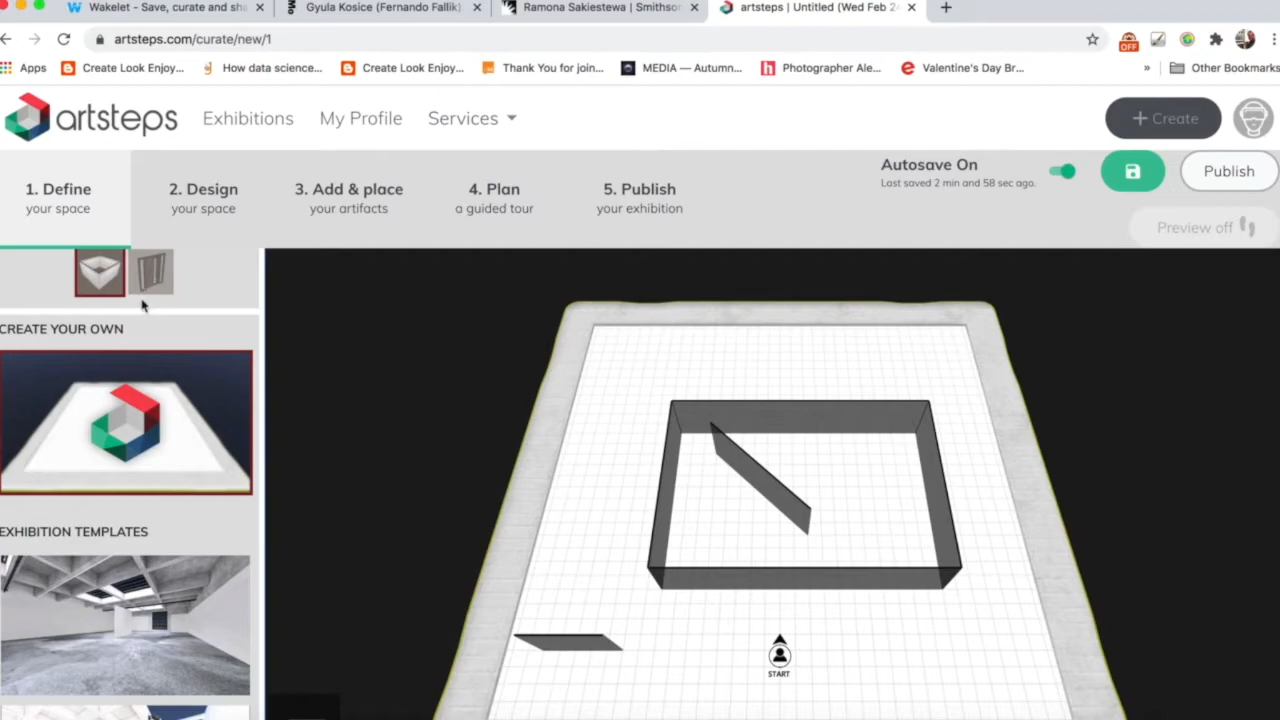 Wakelet - Save, curate and sha
Gyula Kosice (Fernando Fallik)
Ramona Sakiestewa | Smithson
artsteps | Untitled (Wed Feb 24
artsteps.com/curate/new/1
OFF
Apps
Create Look Enjoy...
How data science...
Create Look Enjoy...
Thank You for join...
MEDIA — Autumn...
Photographer Ale...
Valentine's Day Br...
»
Other Bookmarks
artsteps
Exhibitions
My Profile
Services
+ Create
1. Define
your space
2. Design
your space
3. Add & place
your artifacts
4. Plan
a guided tour
5. Publish
your exhibition
Autosave On
Last saved 2 min and 58 sec ago.
Publish
Preview off
CREATE YOUR OWN
EXHIBITION TEMPLATES
START